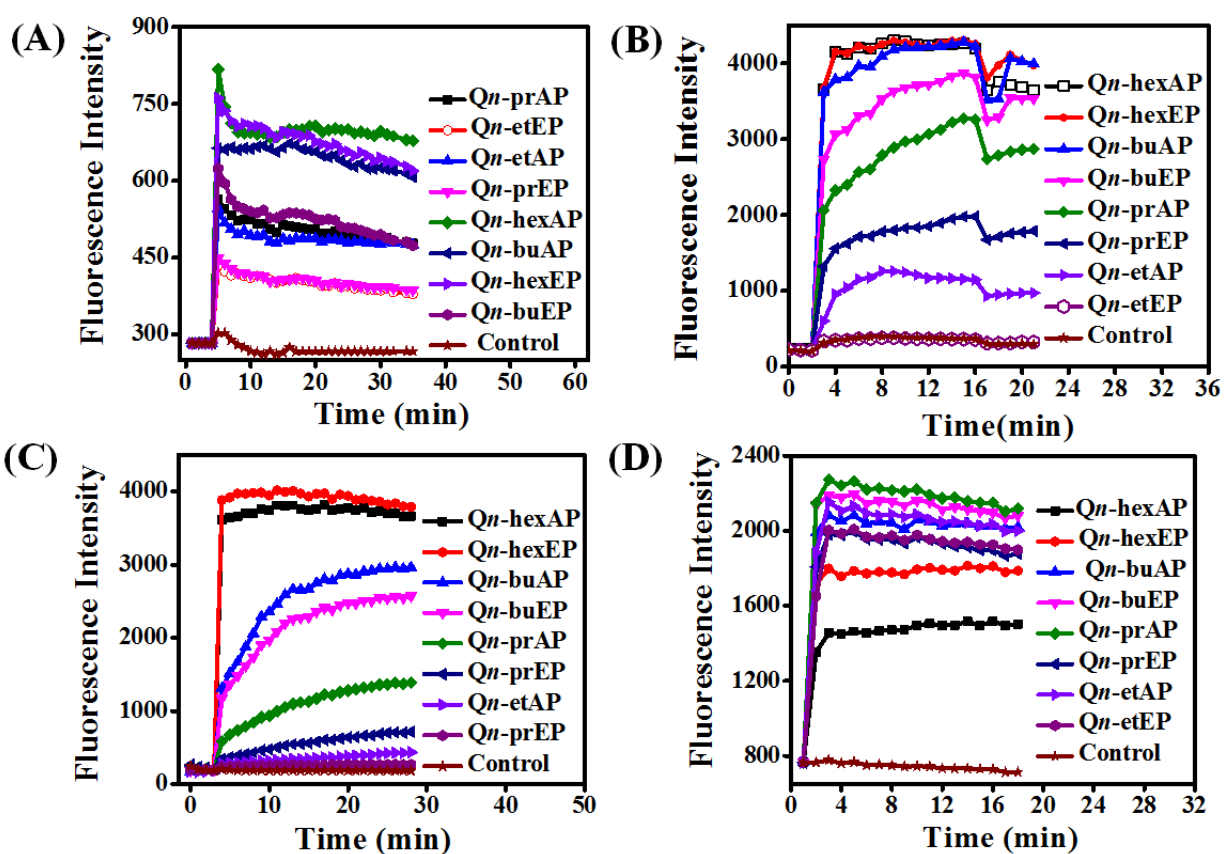 (A)
Fluorescence Intensity
900
750
600
450
300
0 10 20 30 40 50 60
Time (min)
Qn-prAP
Qn-etEP
Qn-etAP
Qn-prEP
Qn-hexAP
Qn-buAP
Qn-hexEP
Qn-buEP
Control
(B)
Fluorescence Intensity
4000
3000
2000
1000
0
0 4 8 12 16 20 24 28 32 36
Time(min)
Qn-hexAP
Qn-hexEP
Qn-buAP
Qn-buEP
Qn-prAP
Qn-prEP
Qn-etAP
Qn-etEP
Control
(C)
Fluorescence Intensity
4000
3000
2000
1000
0
0 10 20 30 40 50
Time (min)
Qn-hexAP
Qn-hexEP
Qn-buAP
Qn-buEP
Qn-prAP
Qn-prEP
Qn-etAP
Qn-prEP
Control
(D)
Fluorescence Intensity
2400
2000
1600
1200
800
0 4 8 12 16 20 24 28 32
Time (min)
Qn-hexAP
Qn-hexEP
Qn-buAP
Qn-buEP
Qn-prAP
Qn-prEP
Qn-etAP
Qn-etEP
Control